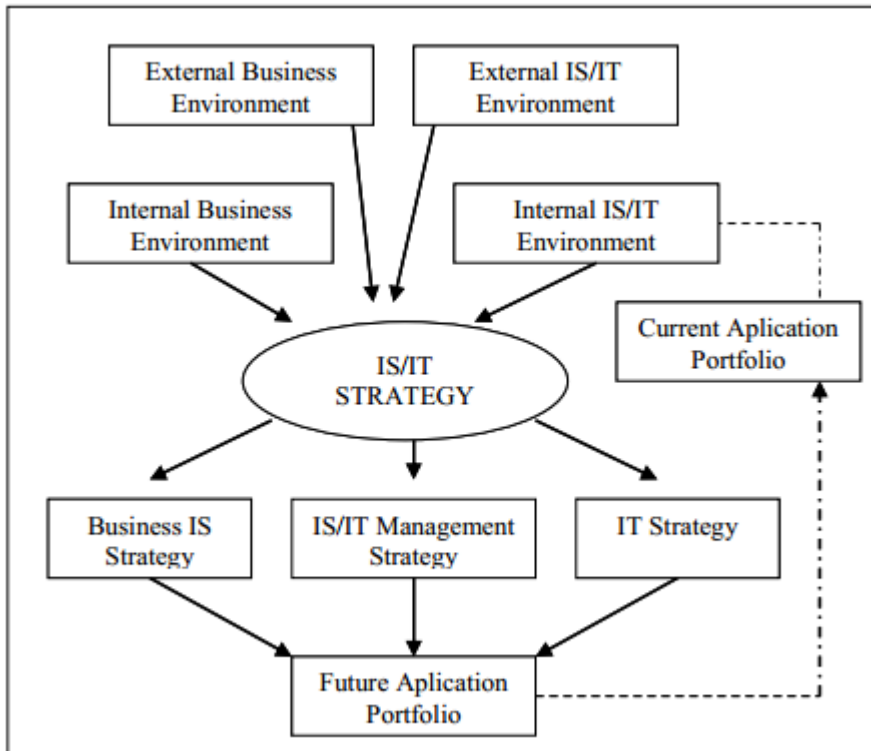 External Business
Environment
External IS/IT
Environment
Internal Business
Environment
Internal IS/IT
Environment
Current Aplication
Portfolio
IS/IT
STRATEGY
Business IS
Strategy
IS/IT Management
Strategy
IT Strategy
Future Aplication
Portfolio